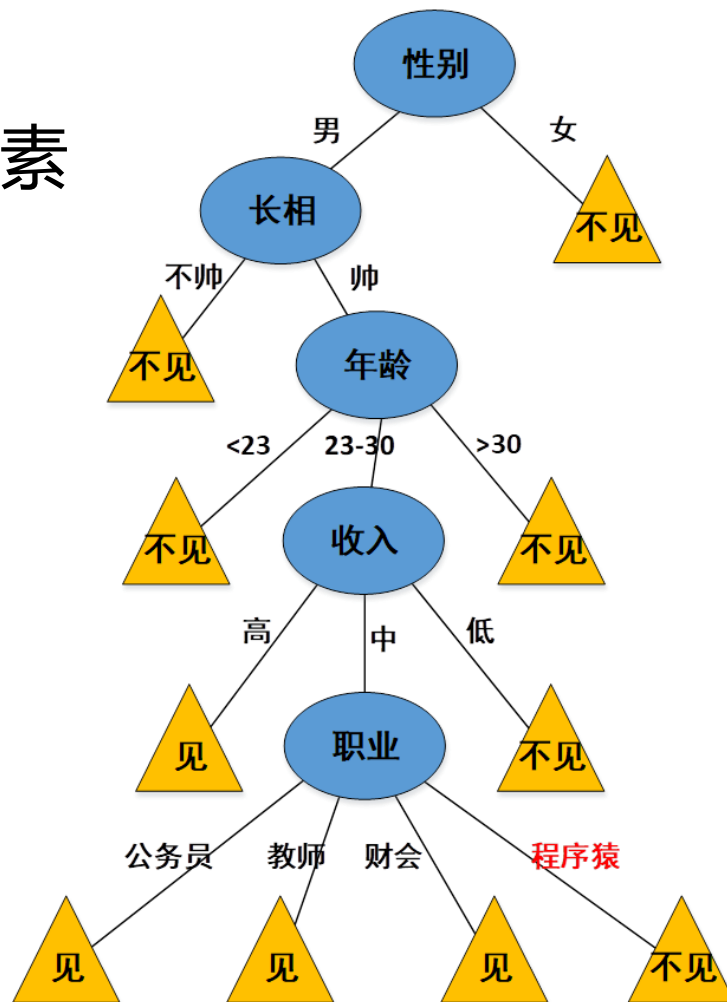 素
性别
男
女
长相
不见
不帅
帅
不见
年龄
<23
23-30
>30
不见
收入
不见
高
中
低
见
职业
不见
公务员
教师
财会
程序猿
见
见
见
不见